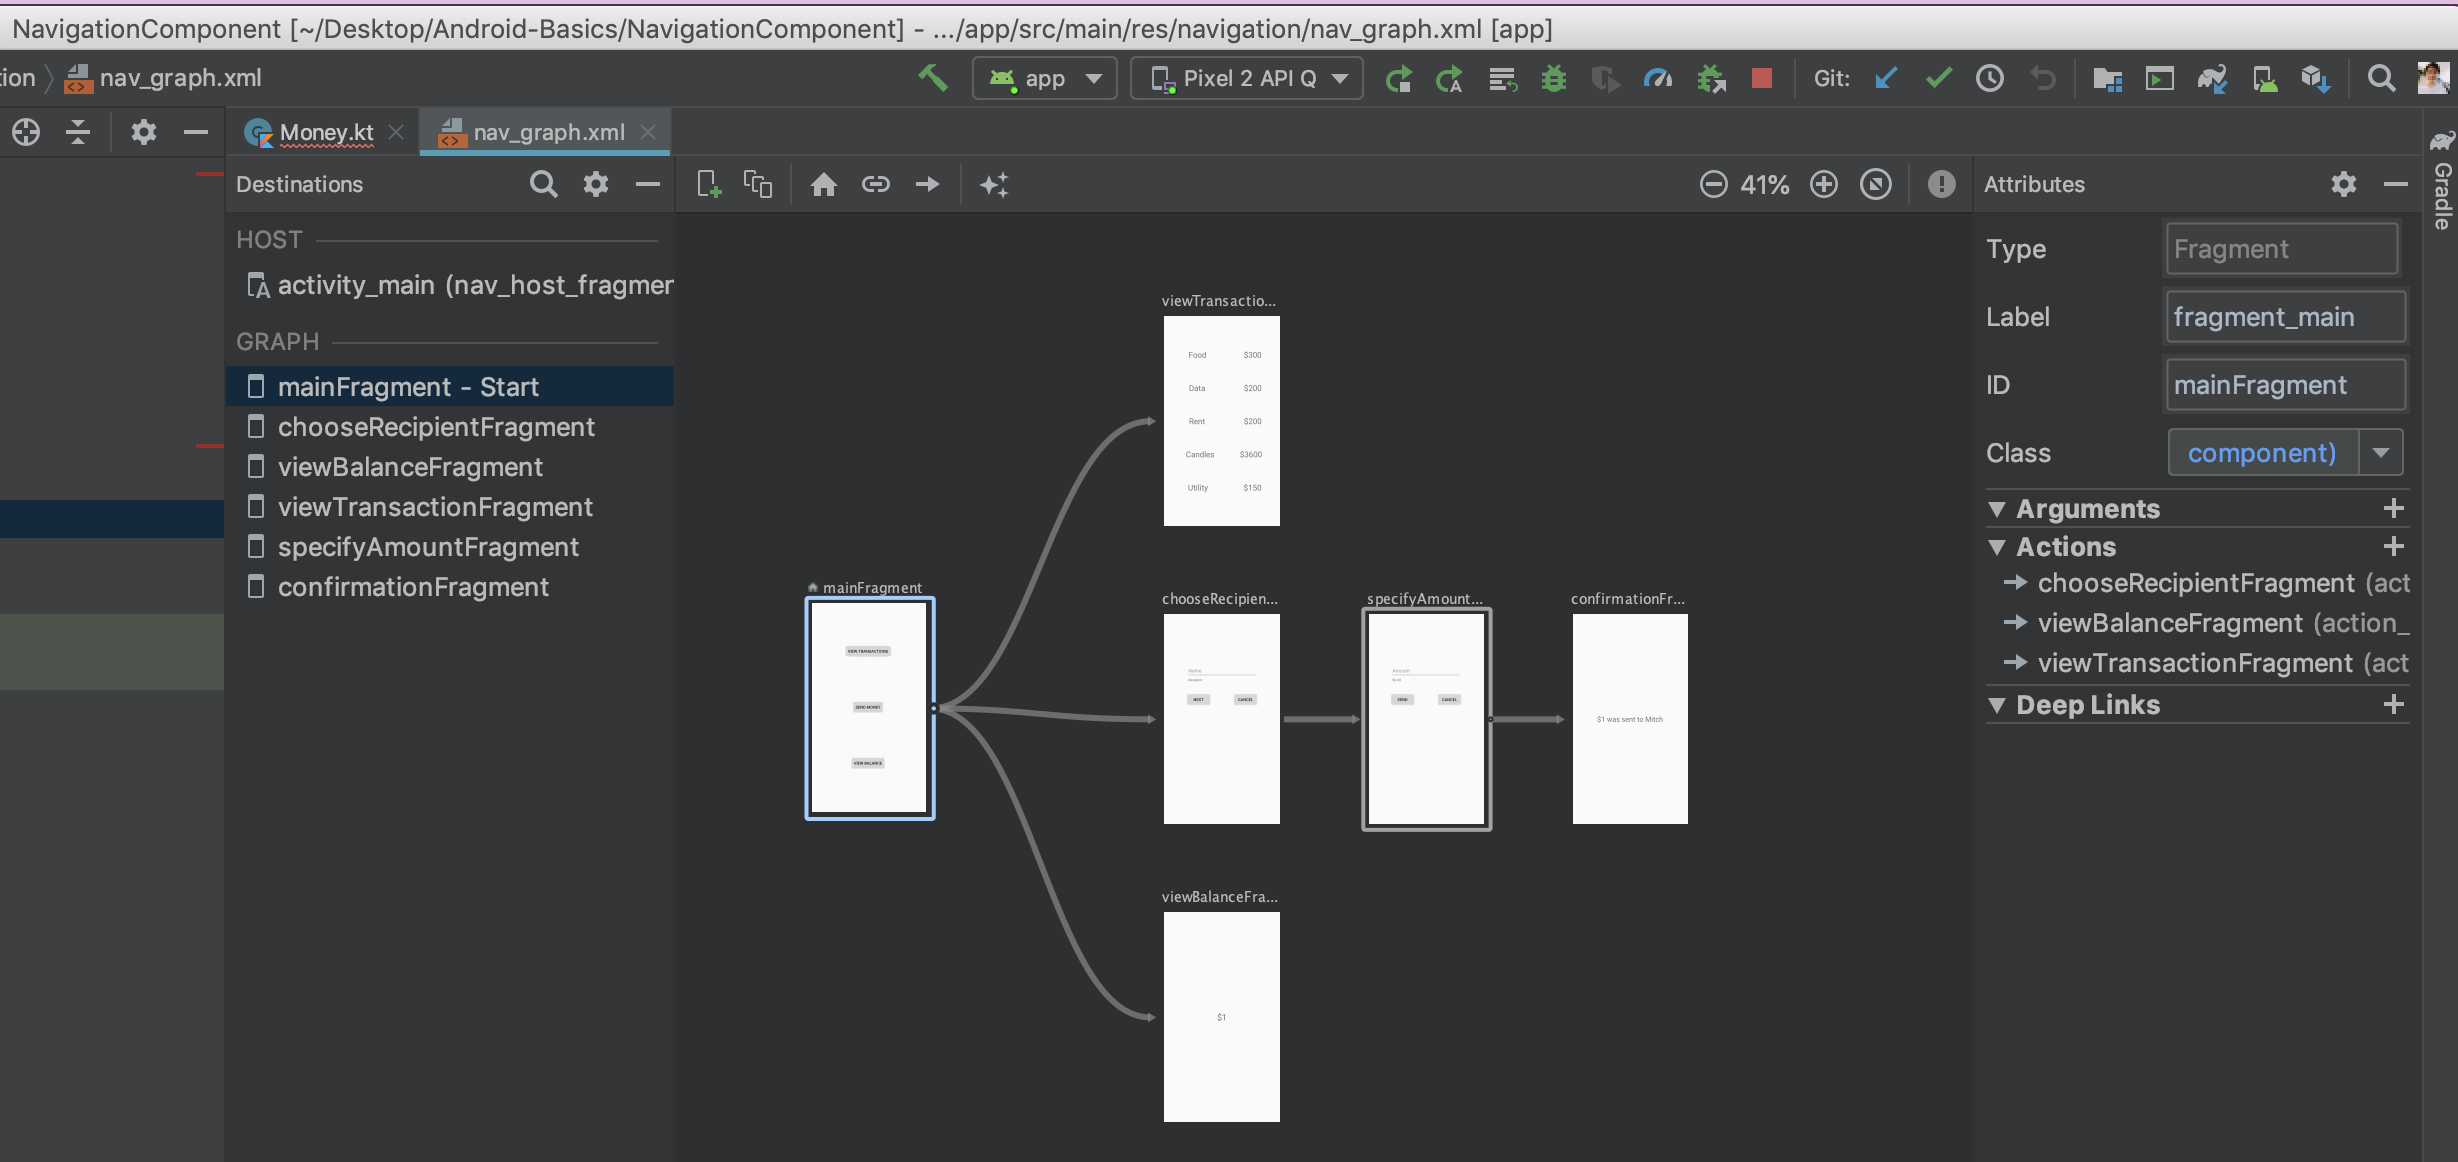 NavigationComponent [~/Desktop/Android-Basics/NavigationComponent] - .../app/src/main/res/navigation/nav_graph.xml [app]
tion nav_graph.xml
app
Pixel 2 API Q
Git:
Money.kt
nav_graph.xml
Destinations
41%
Attributes
Gradle
HOST
activity_main (nav_host_fragmen
GRAPH
mainFragment - Start
chooseRecipientFragment
viewBalanceFragment
viewTransactionFragment
specifyAmountFragment
confirmationFragment
viewTransactio...
Food $300
Data $200
Rent $200
Candles $3600
Utility $150
mainFragment
VIEW TRANSACTIONS
SEND MONEY
VIEW BALANCE
chooseRecipien...
Name
NEXT CANCEL
specifyAmount...
Amount
SEND CANCEL
confirmationFr...
$1 was sent to Mitch
viewBalanceFra...
$1
Type Fragment
Label fragment_main
ID mainFragment
Class component)
Arguments
Actions
chooseRecipientFragment (act
viewBalanceFragment (action_
viewTransactionFragment (act
Deep Links